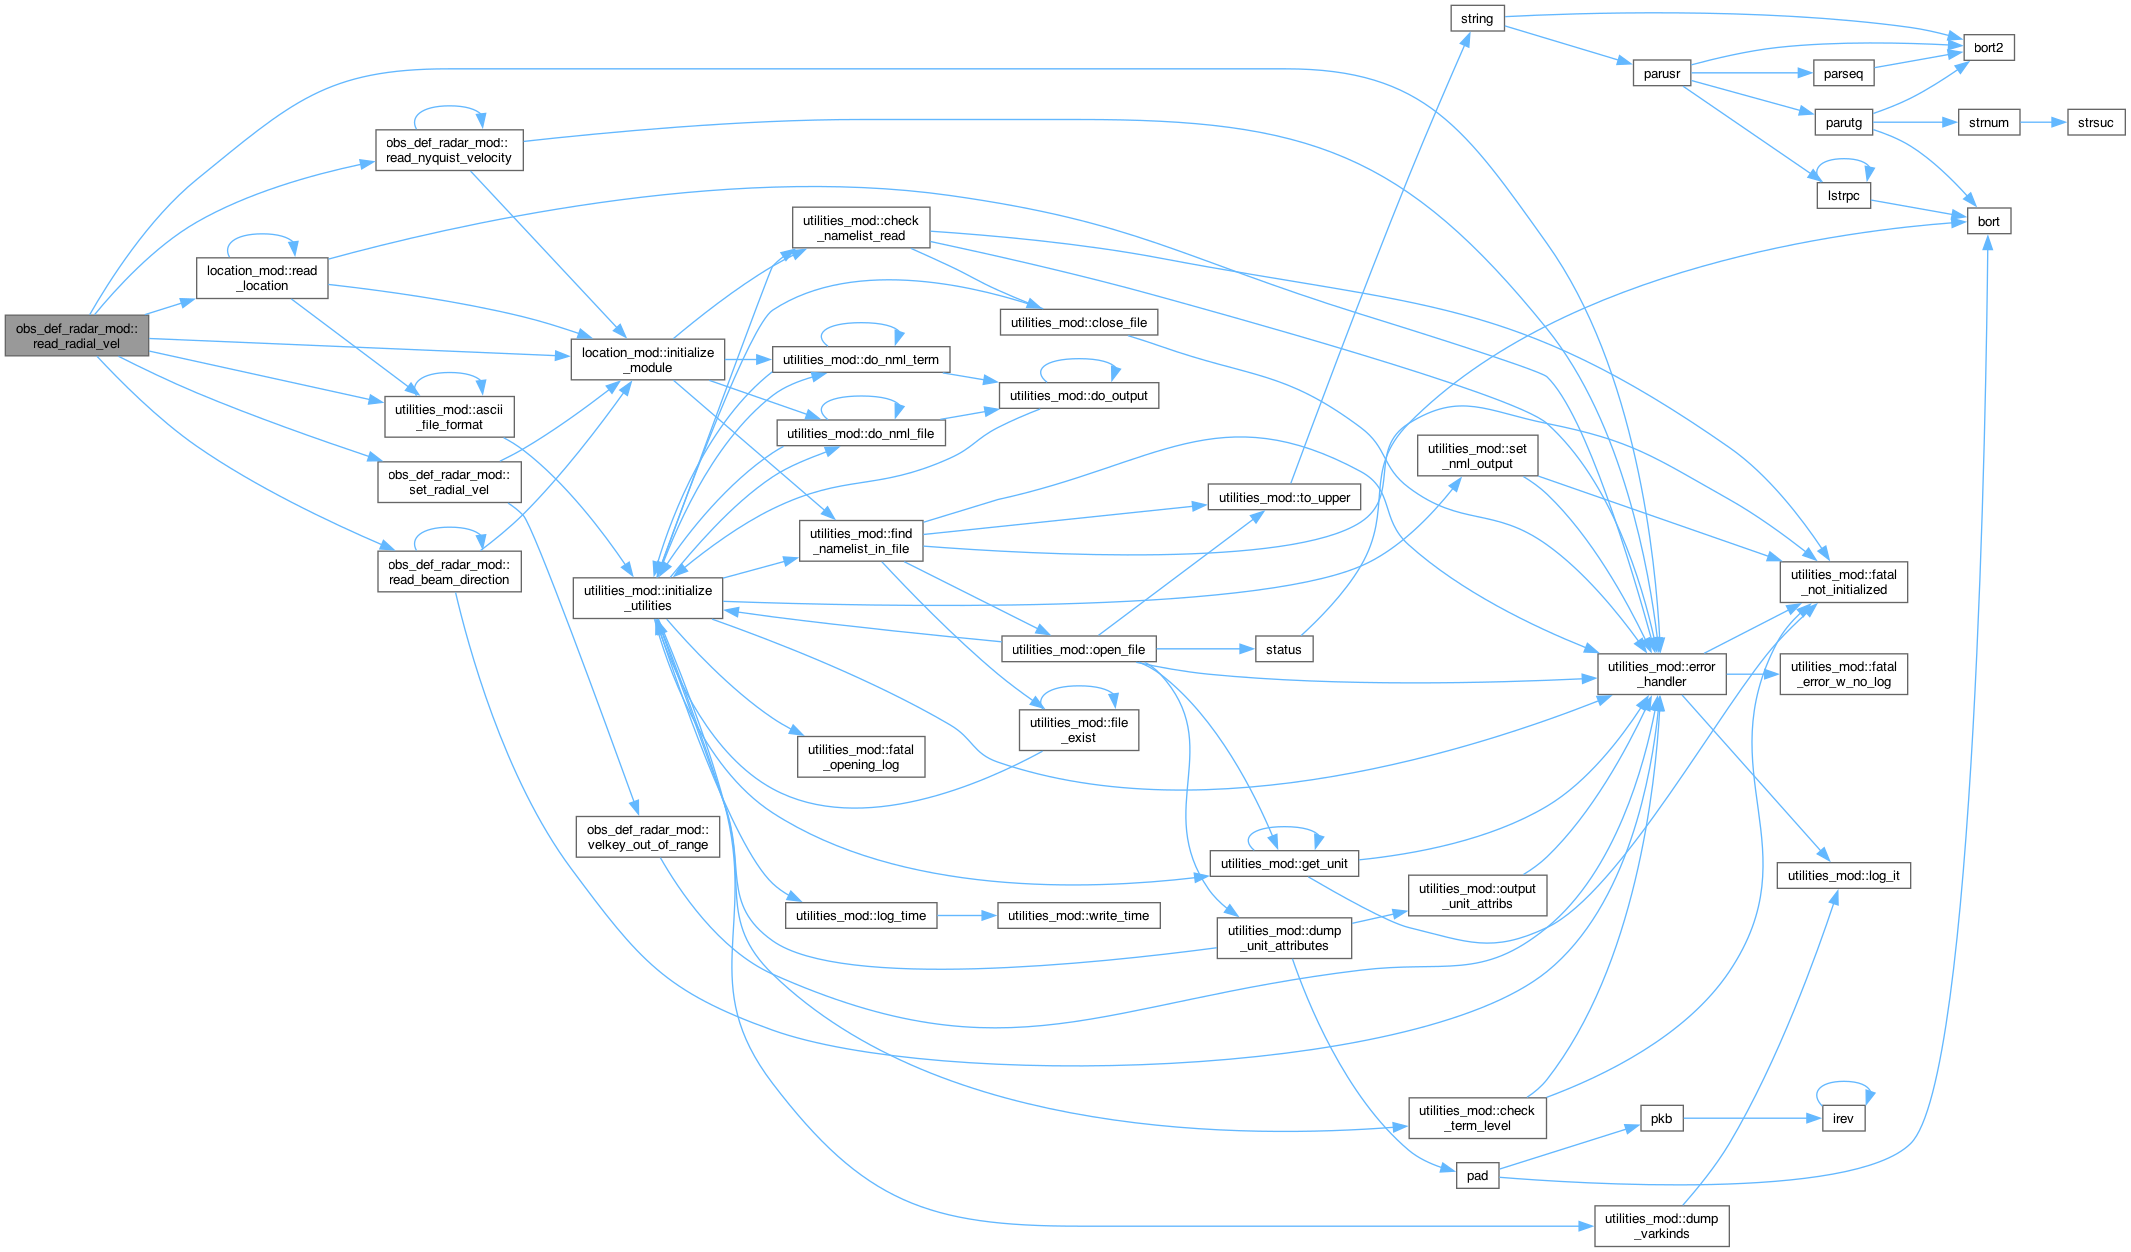 string
bort2
parusr
parseq
parutg
strnum
strsuc
lstrpc
bort
obs_def_radar_mod::
read_nyquist_velocity
utilities_mod::check
_namelist_read
location_mod::read
_location
obs_def_radar_mod::
read_radial_vel
utilities_mod::close_file
location_mod::initialize
_module
utilities_mod::do_nml_term
utilities_mod::do_output
utilities_mod::ascii
_file_format
utilities_mod::do_nml_file
utilities_mod::set
_nml_output
obs_def_radar_mod::
set_radial_vel
utilities_mod::to_upper
utilities_mod::find
_namelist_in_file
obs_def_radar_mod::
read_beam_direction
utilities_mod::initialize
_utilities
utilities_mod::fatal
_not_initialized
utilities_mod::open_file
status
utilities_mod::error
_handler
utilities_mod::fatal
_error_w_no_log
utilities_mod::file
_exist
utilities_mod::fatal
_opening_log
obs_def_radar_mod::
velkey_out_of_range
utilities_mod::get_unit
utilities_mod::log_it
utilities_mod::output
_unit_attribs
utilities_mod::log_time
utilities_mod::write_time
utilities_mod::dump
_unit_attributes
utilities_mod::check
_term_level
pkb
irev
pad
utilities_mod::dump
_varkinds